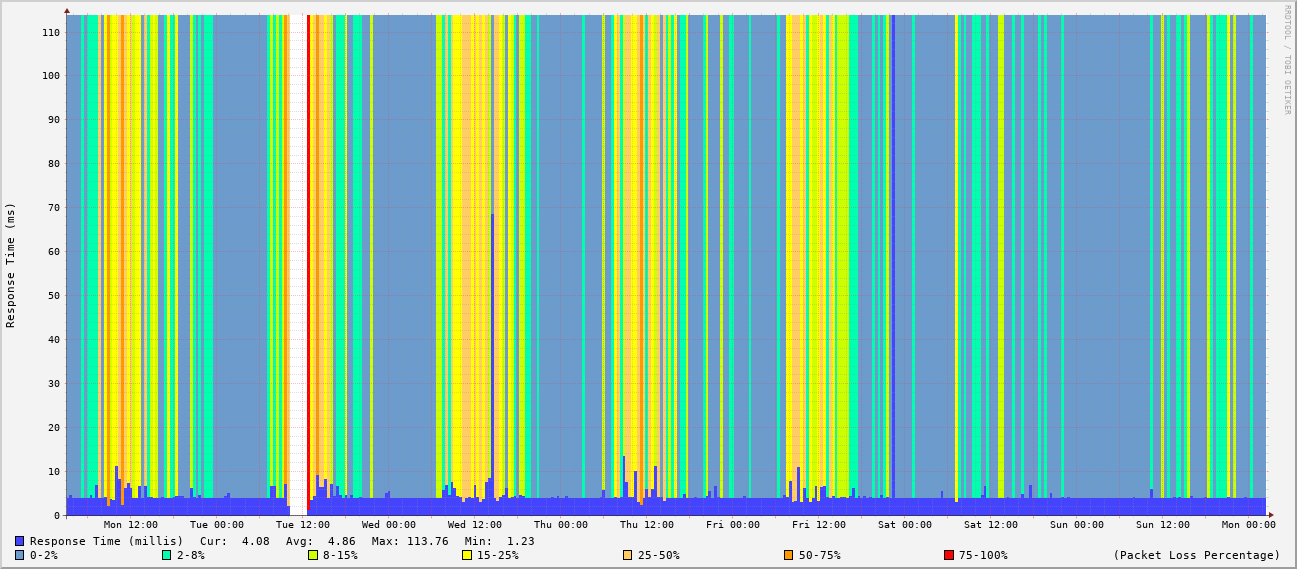 RRDTOOL / TOBI OETIKER
Response Time (ms)
110
100
90
80
70
60
50
40
30
20
10
0
Mon 12:00 Tue 00:00 Tue 12:00 Wed 00:00 Wed 12:00 Thu 00:00 Thu 12:00 Fri 00:00 Fri 12:00 Sat 00:00 Sat 12:00 Sun 00:00 Sun 12:00 Mon 00:00
Response Time (millis) Cur: 4.08 Avg: 4.86 Max: 113.76 Min: 1.23
0-2% 2-8% 8-15% 15-25% 25-50% 50-75% 75-100% (Packet Loss Percentage)